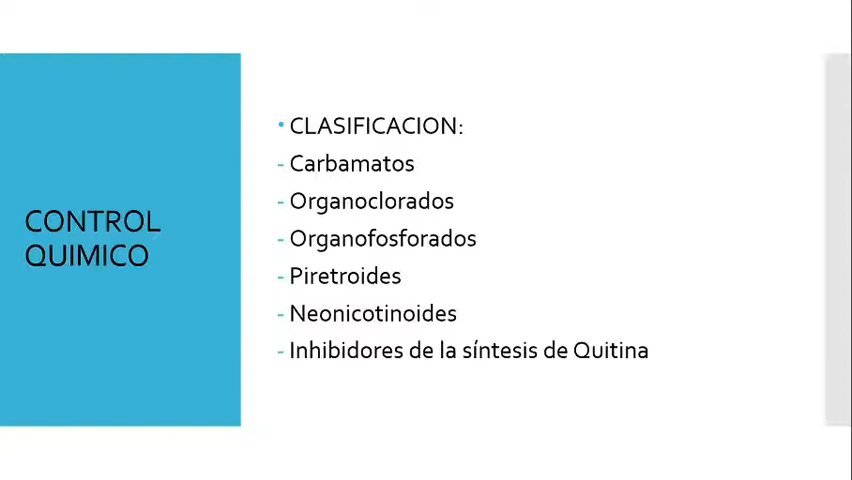 CONTROL
QUIMICO
• CLASIFICACION:
- Carbamatos
- Organoclorados
- Organofosforados
- Piretroides
- Neonicotinoides
- Inhibidores de la síntesis de Quitina